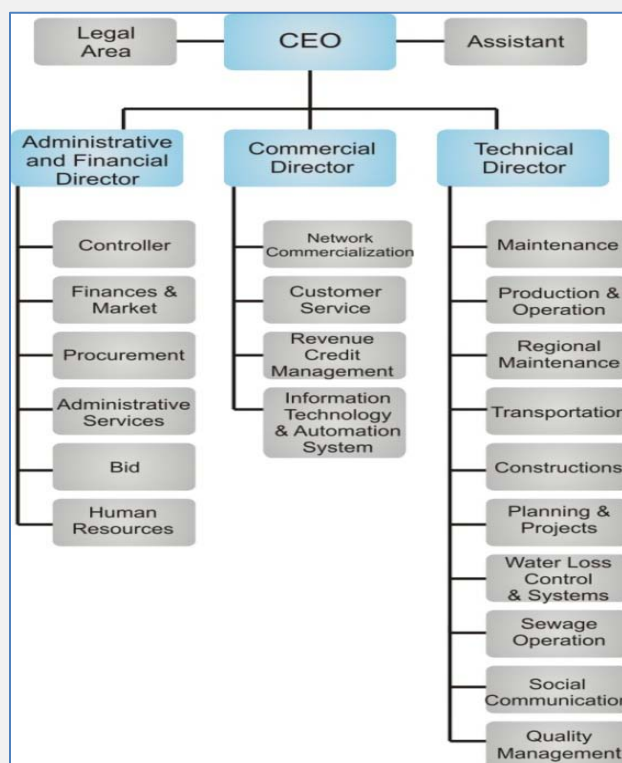 Legal
Area
CEO
Assistant
Administrative
and Financial
Director
Commercial
Director
Technical
Director
Controller
Finances &
Market
Procurement
Administrative
Services
Bid
Human
Resources
Network
Commercialization
Customer
Service
Revenue
Credit
Management
Information
Technology
& Automation
System
Maintenance
Production &
Operation
Regional
Maintenance
Transportation
Constructions
Planning &
Projects
Water Loss
Control
& Systems
Sewage
Operation
Social
Communication
Quality
Management